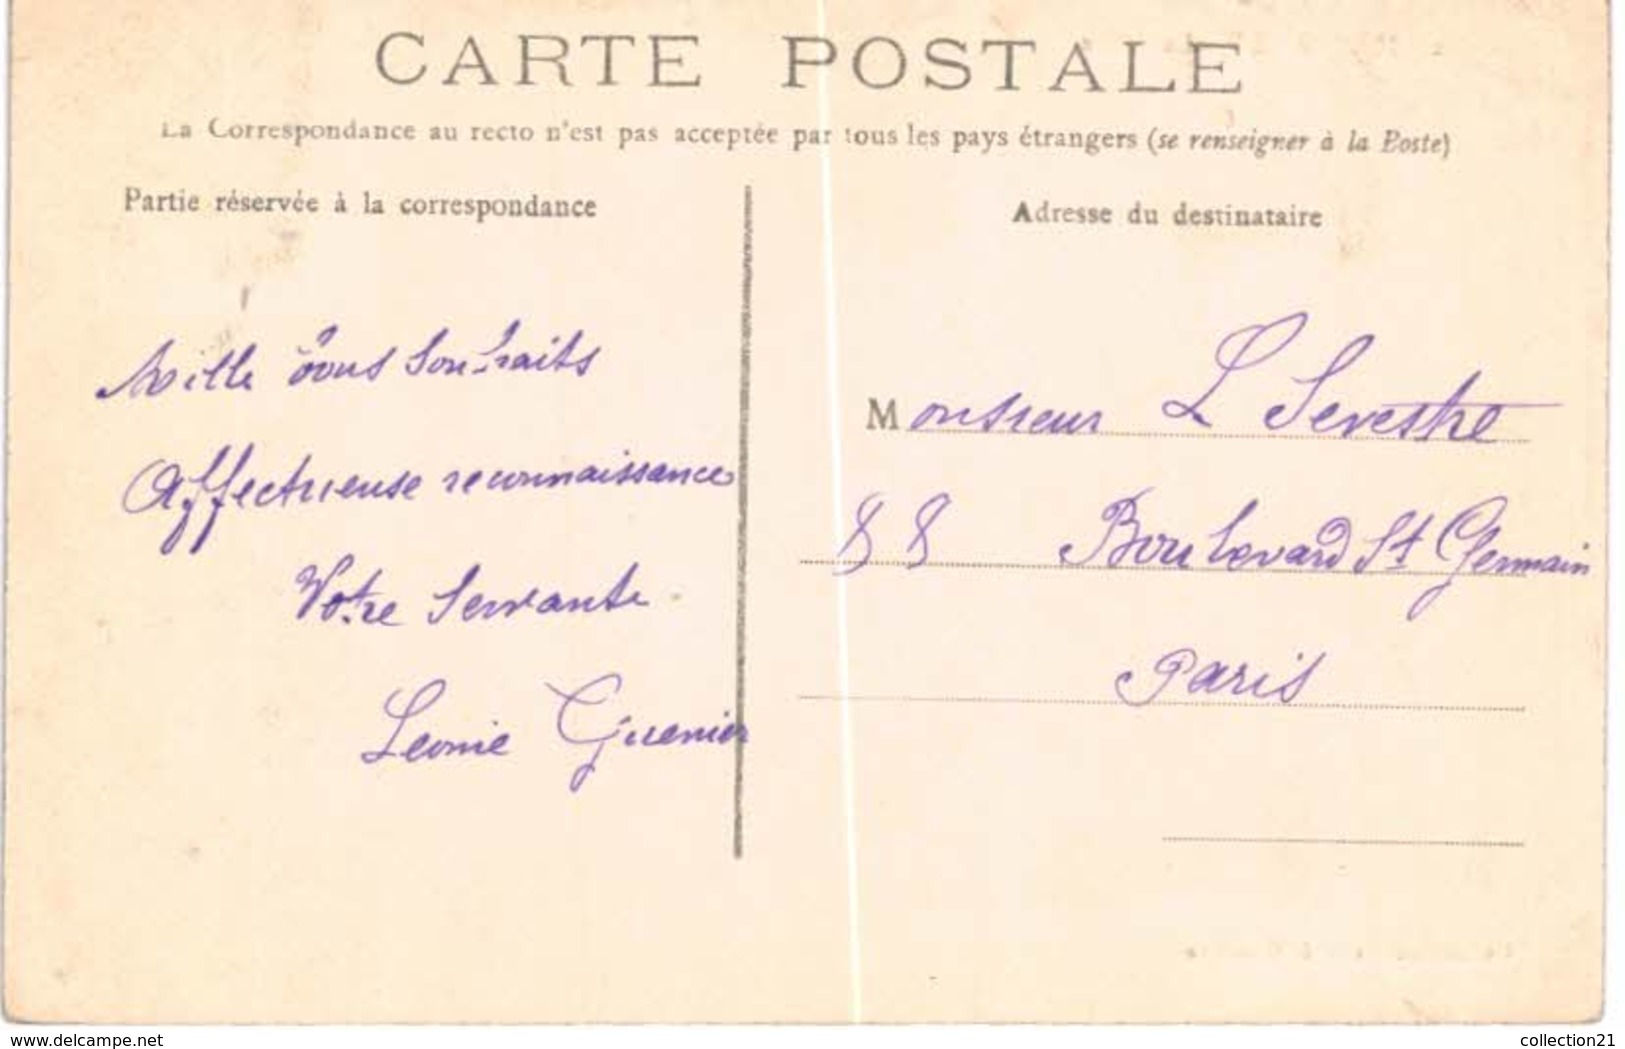 CARTE POSTALE
La Correspondance au recto n'est pas acceptée par tous les pays étrangers (se renseigner à la Poste)
Partie réservée à la correspondance
Mille bons souhaits
Affectueuse reconnaissance
Votre Servante
Leonie Guenier
Adresse du destinataire
Monsieur L Sevestre
88 Boulevard St Germain
Paris
www.delcampe.net
collection21